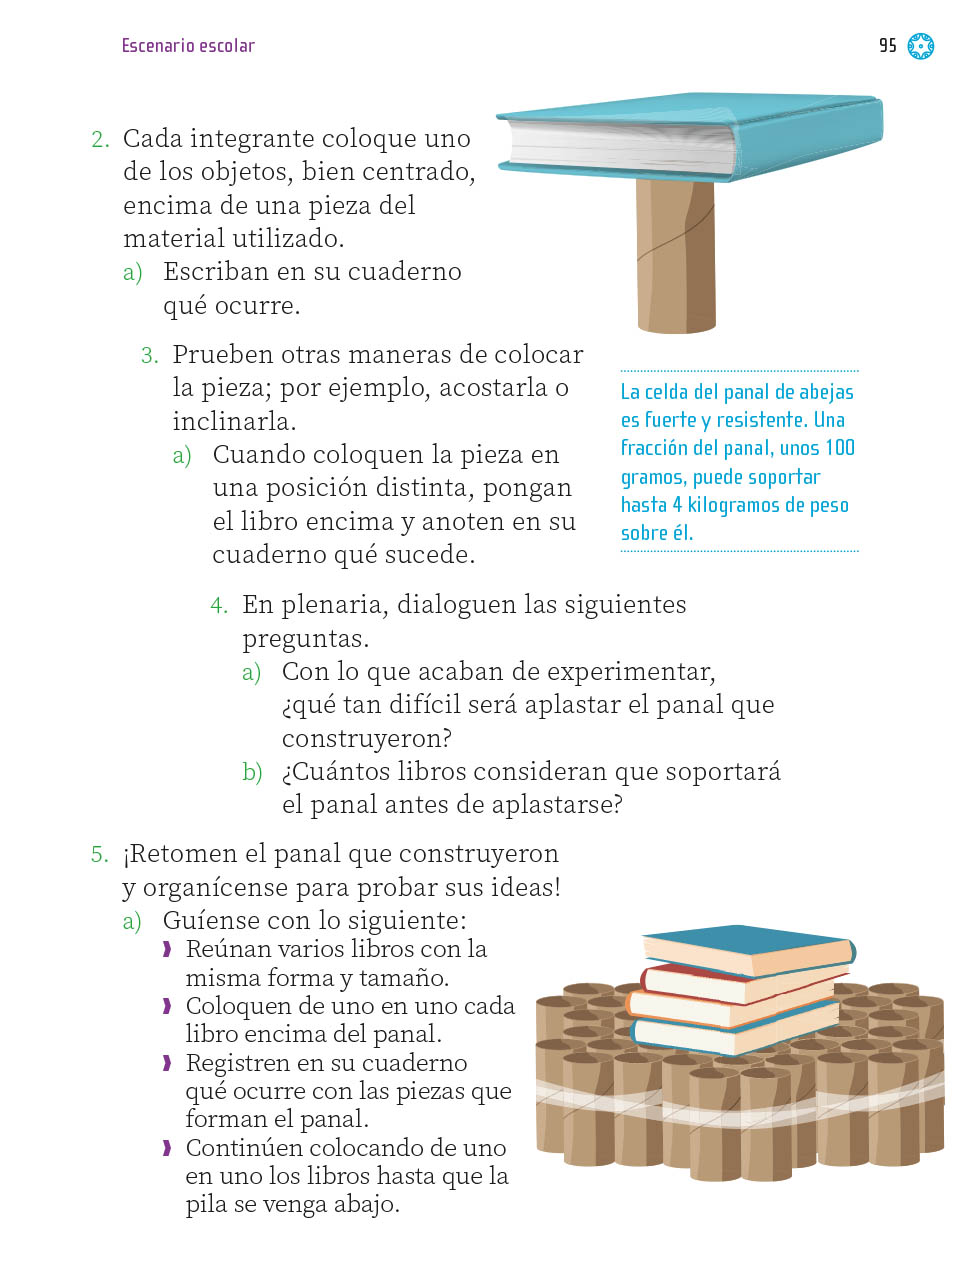 Escenario escolar
95
2. Cada integrante coloque uno
de los objetos, bien centrado,
encima de una pieza del
material utilizado.
a) Escriban en su cuaderno
qué ocurre.
3. Prueben otras maneras de colocar
la pieza; por ejemplo, acostarla o
inclinarla.
a) Cuando coloquen la pieza en
una posición distinta, pongan
el libro encima y anoten en su
cuaderno qué sucede.
La celda del panal de abejas
es fuerte y resistente. Una
fracción del panal, unos 100
gramos, puede soportar
hasta 4 kilogramos de peso
sobre él.
4. En plenaria, dialoguen las siguientes
preguntas.
a) Con lo que acaban de experimentar,
¿qué tan difícil será aplastar el panal que
construyeron?
b) ¿Cuántos libros consideran que soportará
el panal antes de aplastarse?
5. ¡Retomen el panal que construyeron
y organícense para probar sus ideas!
a) Guíense con lo siguiente:
Reúnan varios libros con la
misma forma y tamaño.
Coloquen de uno en uno cada
libro encima del panal.
Registren en su cuaderno
qué ocurre con las piezas que
forman el panal.
Continúen colocando de uno
en uno los libros hasta que la
pila se venga abajo.